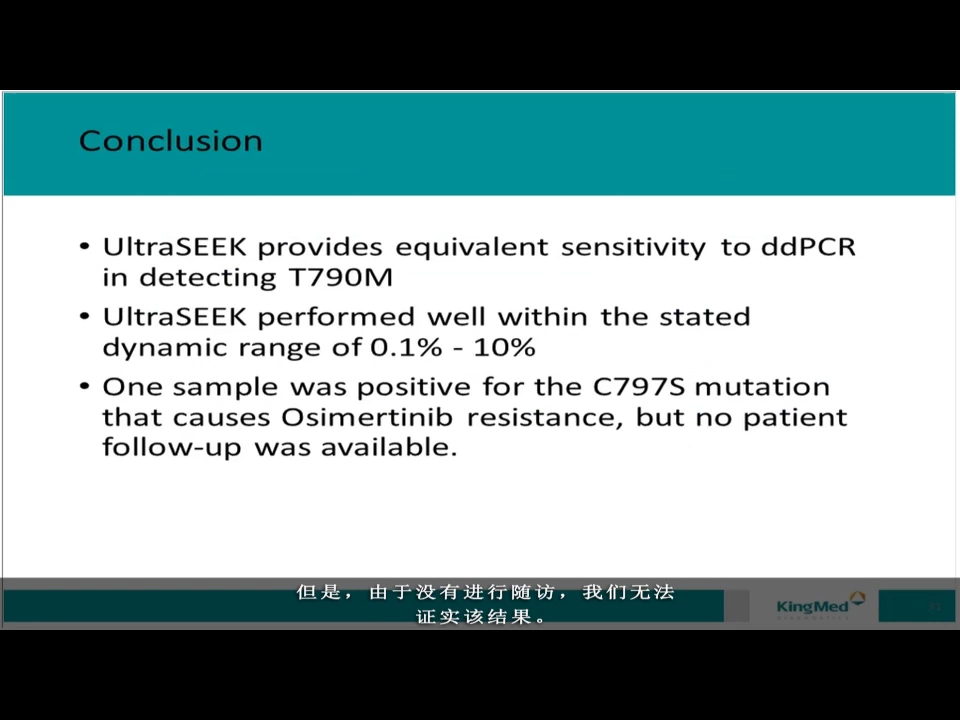 Conclusion
• UltraSEEK provides equivalent sensitivity to ddPCR
in detecting T790M
• UltraSEEK performed well within the stated
dynamic range of 0.1% - 10%
• One sample was positive for the C797S mutation
that causes Osimertinib resistance, but no patient
follow-up was available.
但是，由于没有进行随访，我们无法
证实该结果。
KingMed